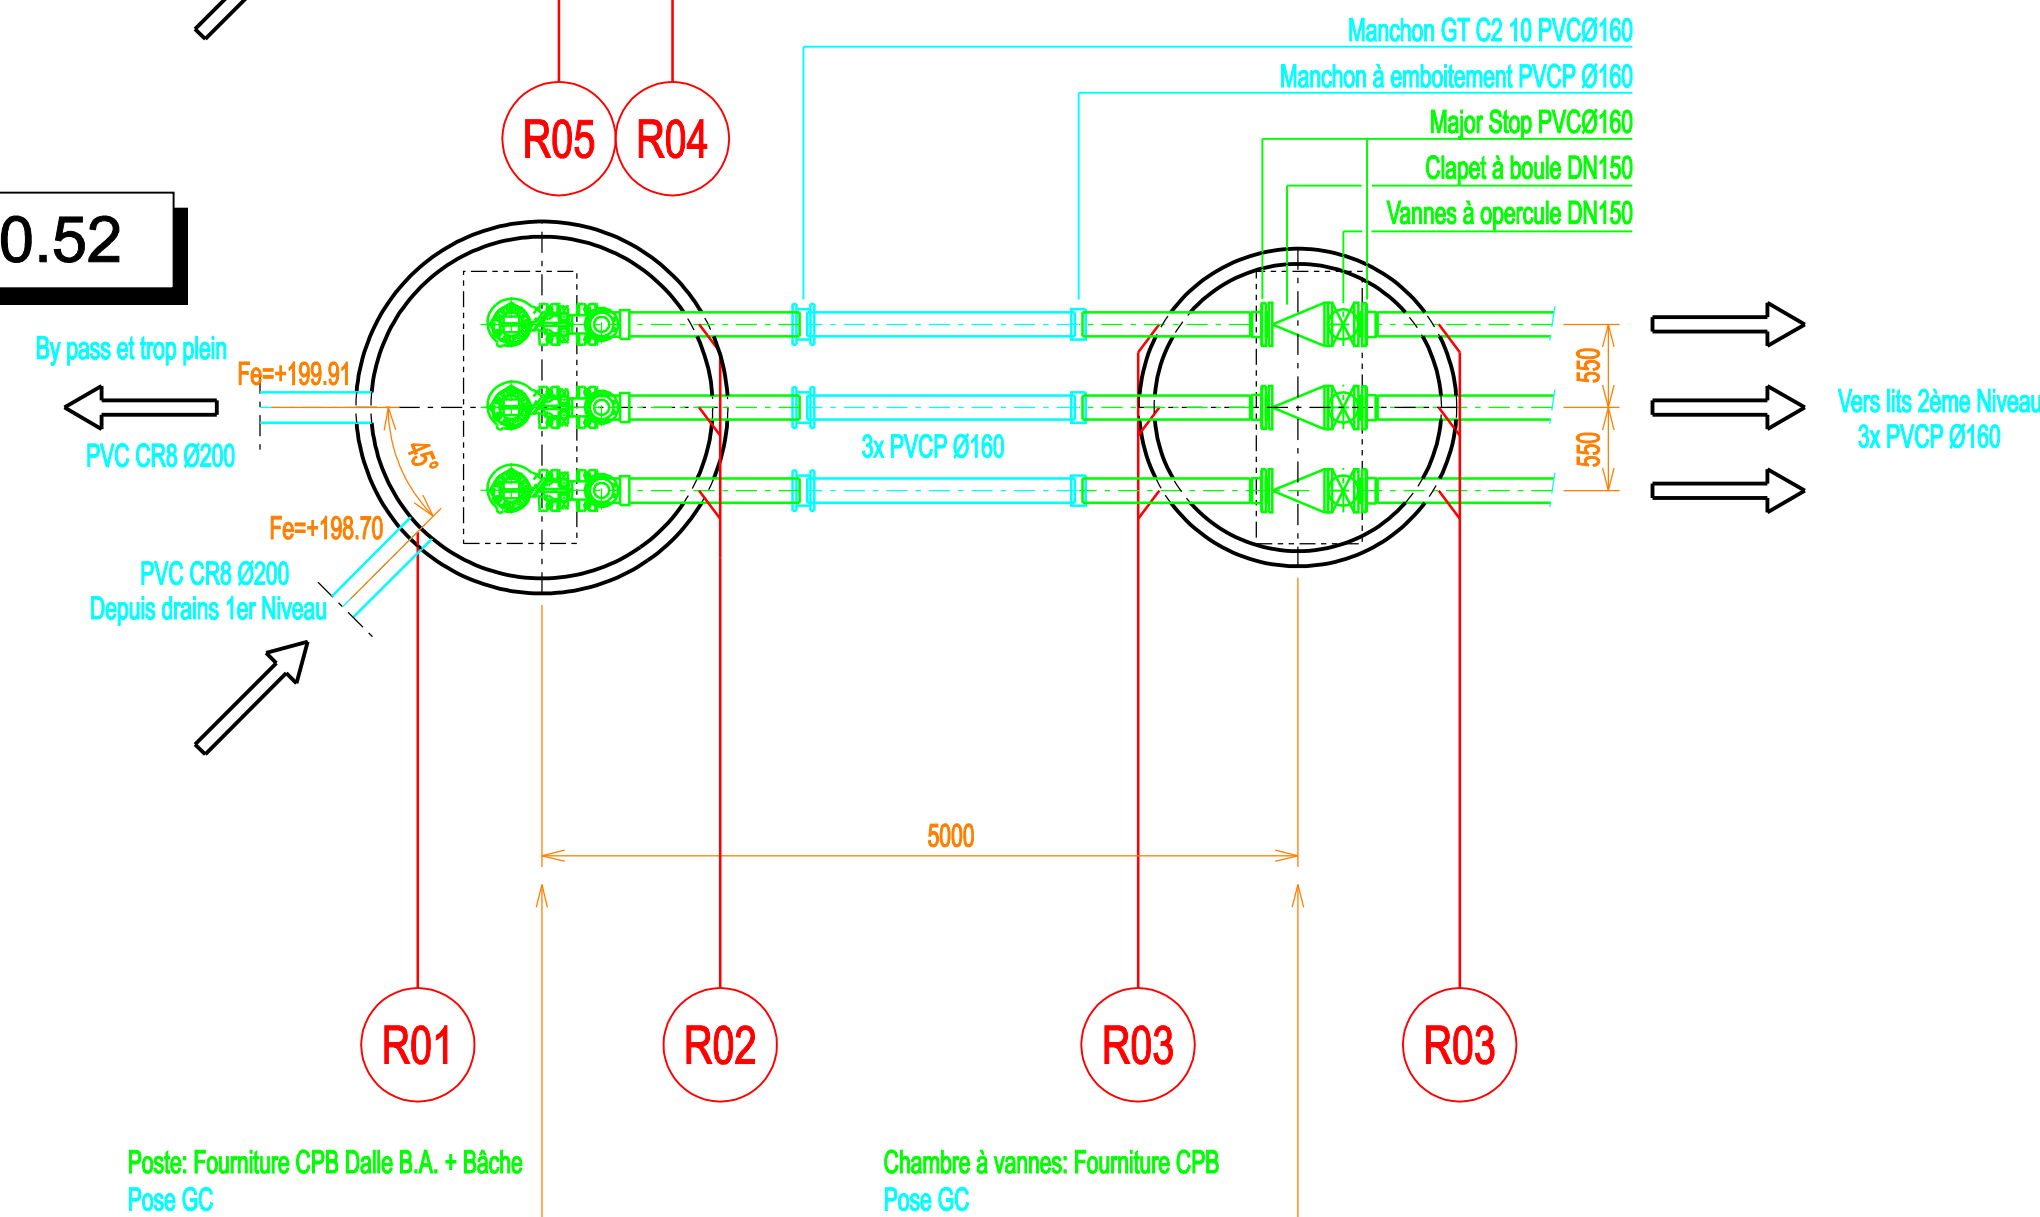 Manchon GT C2 10 PVCØ160
Manchon à emboitement PVCP Ø160
Major Stop PVCØ160
Clapet à boule DN150
Vannes à opercule DN150
R05
R04
0.52
By pass et trop plein
Fe=+199.91
PVC CR8 Ø200
45°
Fe=+198.70
PVC CR8 Ø200
Depuis drains 1er Niveau
3x PVCP Ø160
550
550
Vers lits 2ème Niveau
3x PVCP Ø160
5000
R01
R02
R03
R03
Poste: Fourniture CPB Dalle B.A. + Bâche
Pose GC
Chambre à vannes: Fourniture CPB
Pose GC